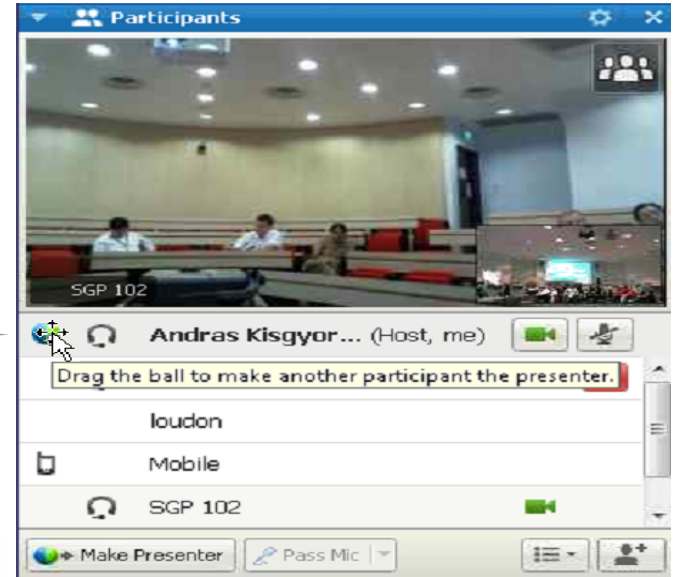 Participants
SGP 102
Andras Kisgyor... (Host, me)
Drag the ball to make another participant the presenter.
loudon
Mobile
SGP 102
Make Presenter
Pass Mic